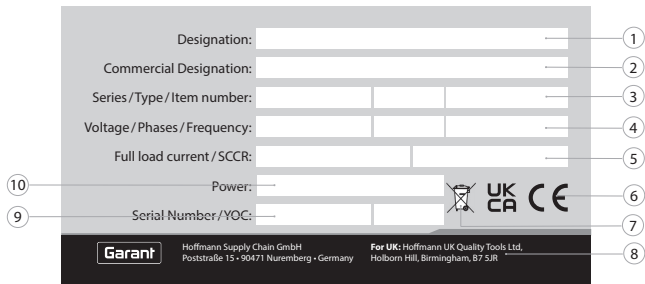 Designation:
1
Commercial Designation:
2
Series/Type/Item number:
3
Voltage/Phases/Frequency:
4
Full load current/SCCR:
5
10
Power:
UK
CA
CE
6
9
Serial Number/YOC:
7
Garant
Hoffmann Supply Chain GmbH
Poststraße 15 • 90471 Nuremberg • Germany
For UK: Hoffmann UK Quality Tools Ltd,
Holborn Hill, Birmingham, B7 5JR
8